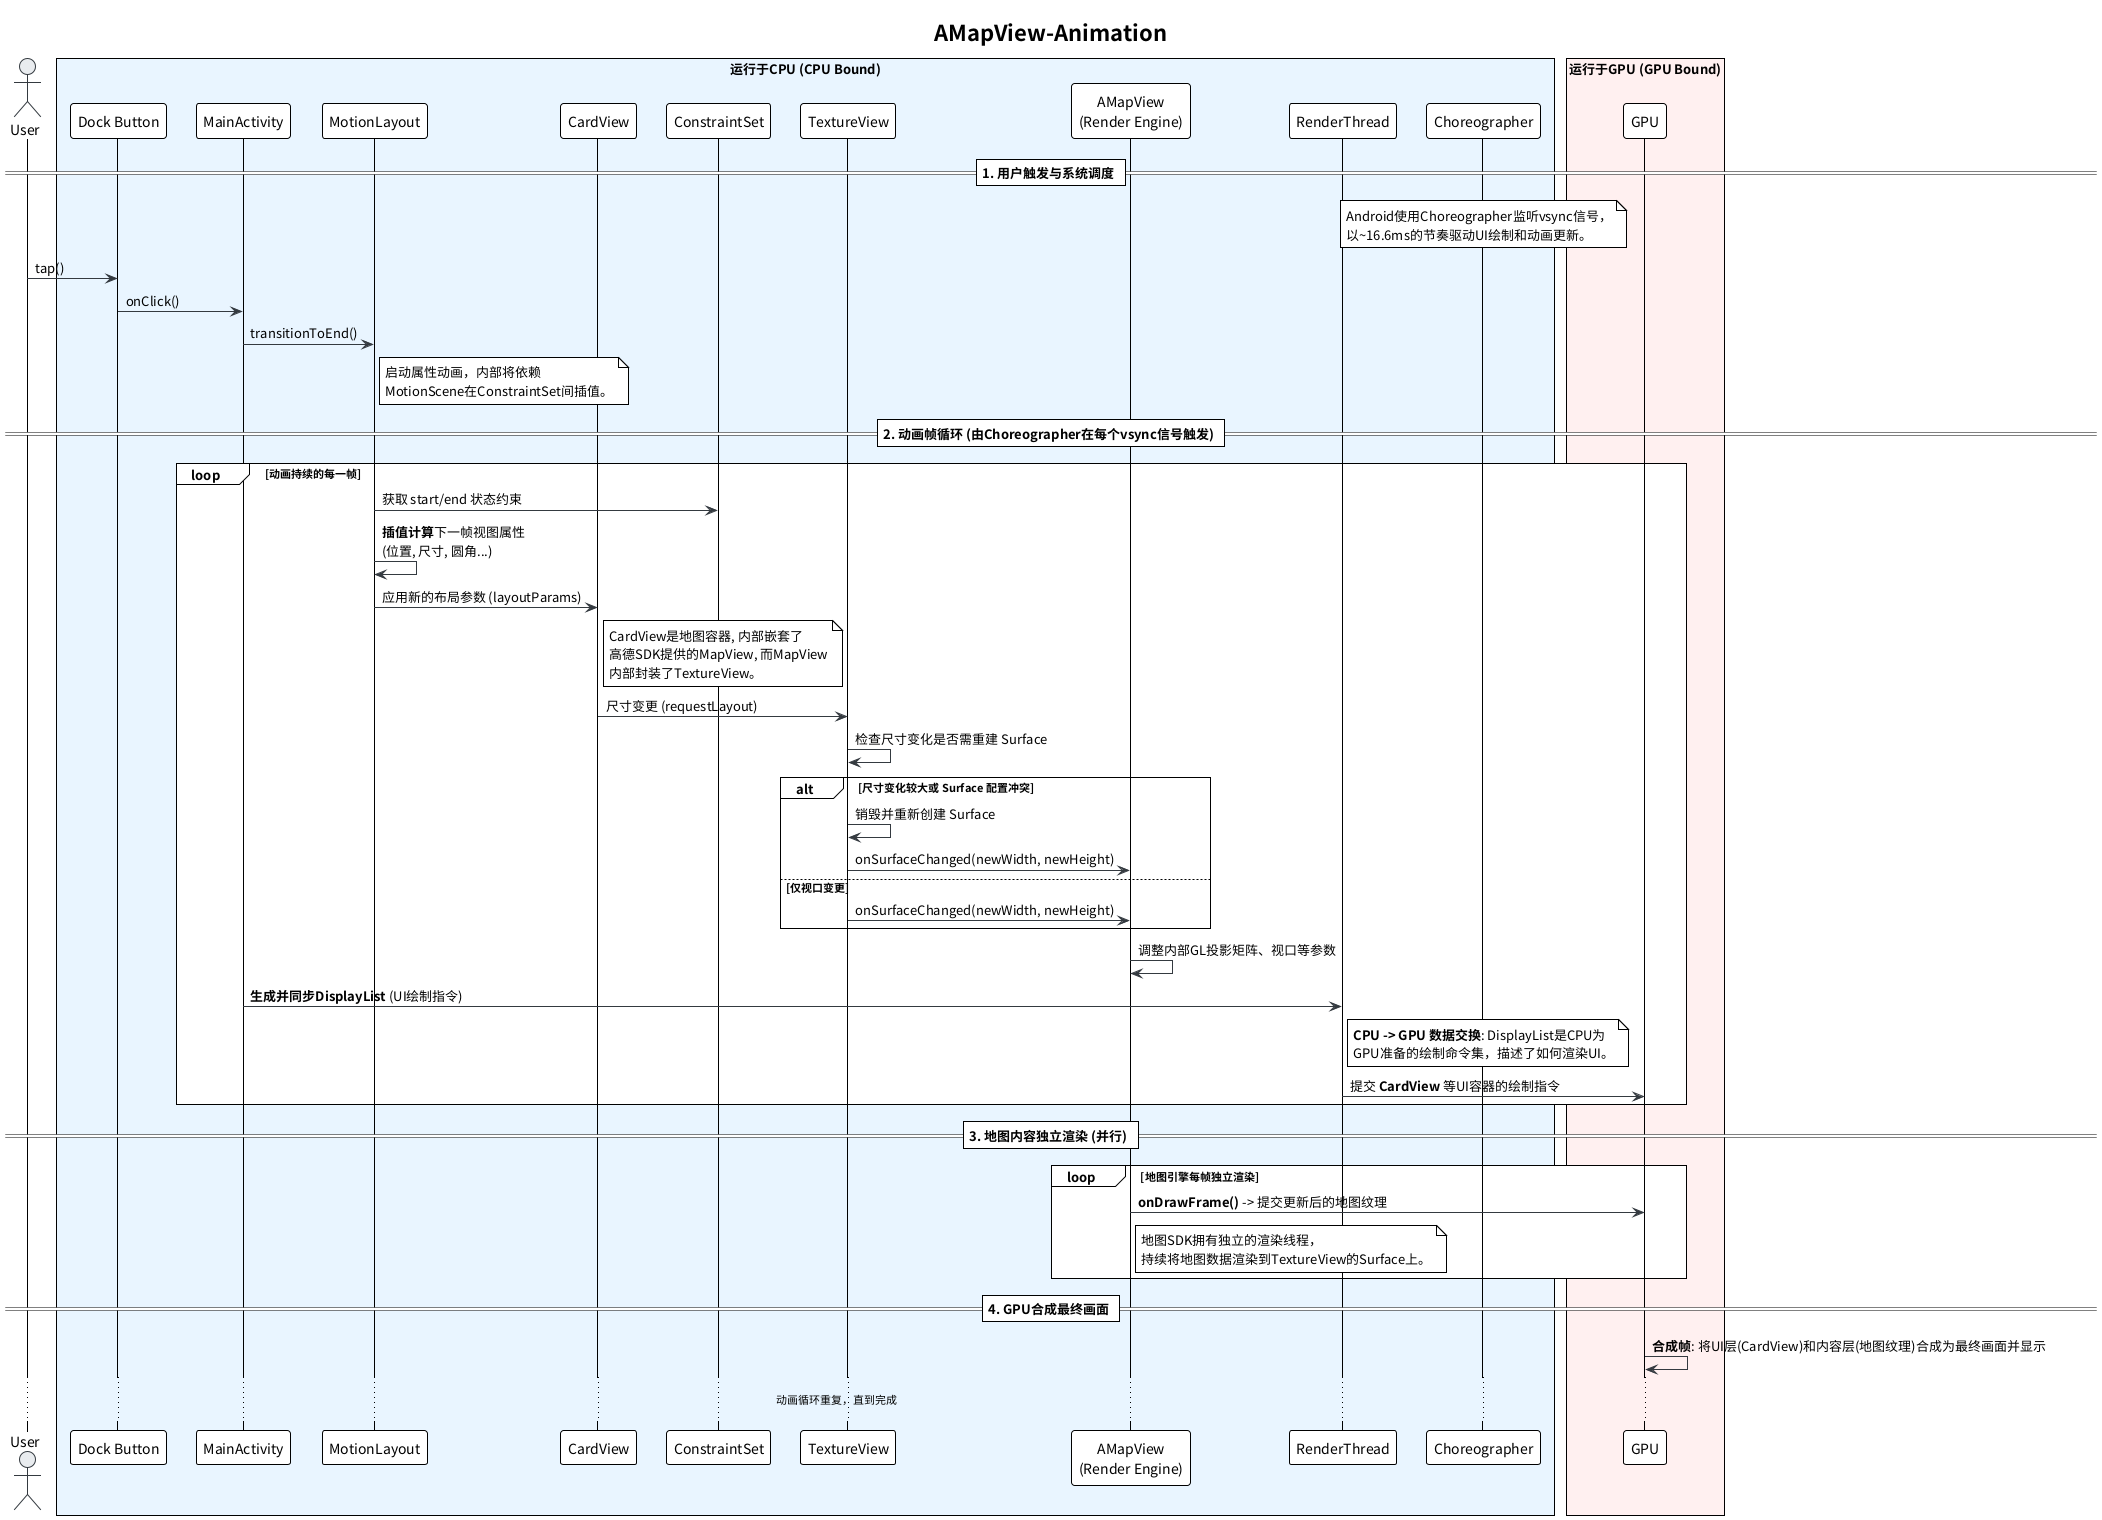 AMapView-Animation
运行于CPU (CPU Bound)
运行于GPU (GPU Bound)
User
Dock Button
MainActivity
MotionLayout
CardView
ConstraintSet
TextureView
AMapView
(Render Engine)
RenderThread
Choreographer
GPU
1. 用户触发与系统调度
Android使用Choreographer监听vsync信号，
以~16.6ms的节奏驱动UI绘制和动画更新。
tap()
onClick()
transitionToEnd()
启动属性动画，内部将依赖
MotionScene在ConstraintSet间插值。
2. 动画帧循环 (由Choreographer在每个vsync信号触发)
loop
[动画持续的每一帧]
获取 start/end 状态约束
插值计算下一帧视图属性
(位置, 尺寸, 圆角...)
应用新的布局参数 (layoutParams)
CardView是地图容器, 内部嵌套了
高德SDK提供的MapView, 而MapView
内部封装了TextureView。
尺寸变更 (requestLayout)
检查尺寸变化是否需重建 Surface
alt
[尺寸变化较大或 Surface 配置冲突]
销毁并重新创建 Surface
onSurfaceChanged(newWidth, newHeight)
[仅视口变更]
onSurfaceChanged(newWidth, newHeight)
调整内部GL投影矩阵、视口等参数
生成并同步DisplayList (UI绘制指令)
CPU -> GPU 数据交换: DisplayList是CPU为
GPU准备的绘制命令集，描述了如何渲染UI。
提交 CardView 等UI容器的绘制指令
3. 地图内容独立渲染 (并行)
loop
[地图引擎每帧独立渲染]
onDrawFrame() -> 提交更新后的地图纹理
地图SDK拥有独立的渲染线程，
持续将地图数据渲染到TextureView的Surface上。
4. GPU合成最终画面
合成帧: 将UI层(CardView)和内容层(地图纹理)合成为最终画面并显示
动画循环重复，直到完成
User
Dock Button
MainActivity
MotionLayout
CardView
ConstraintSet
TextureView
AMapView
(Render Engine)
RenderThread
Choreographer
GPU